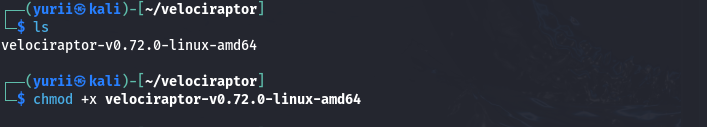 ┌──(yurii㉿kali)-[~/velociraptor]
└─$ ls
velociraptor-v0.72.0-linux-amd64
┌──(yurii㉿kali)-[~/velociraptor]
└─$ chmod +x velociraptor-v0.72.0-linux-amd64